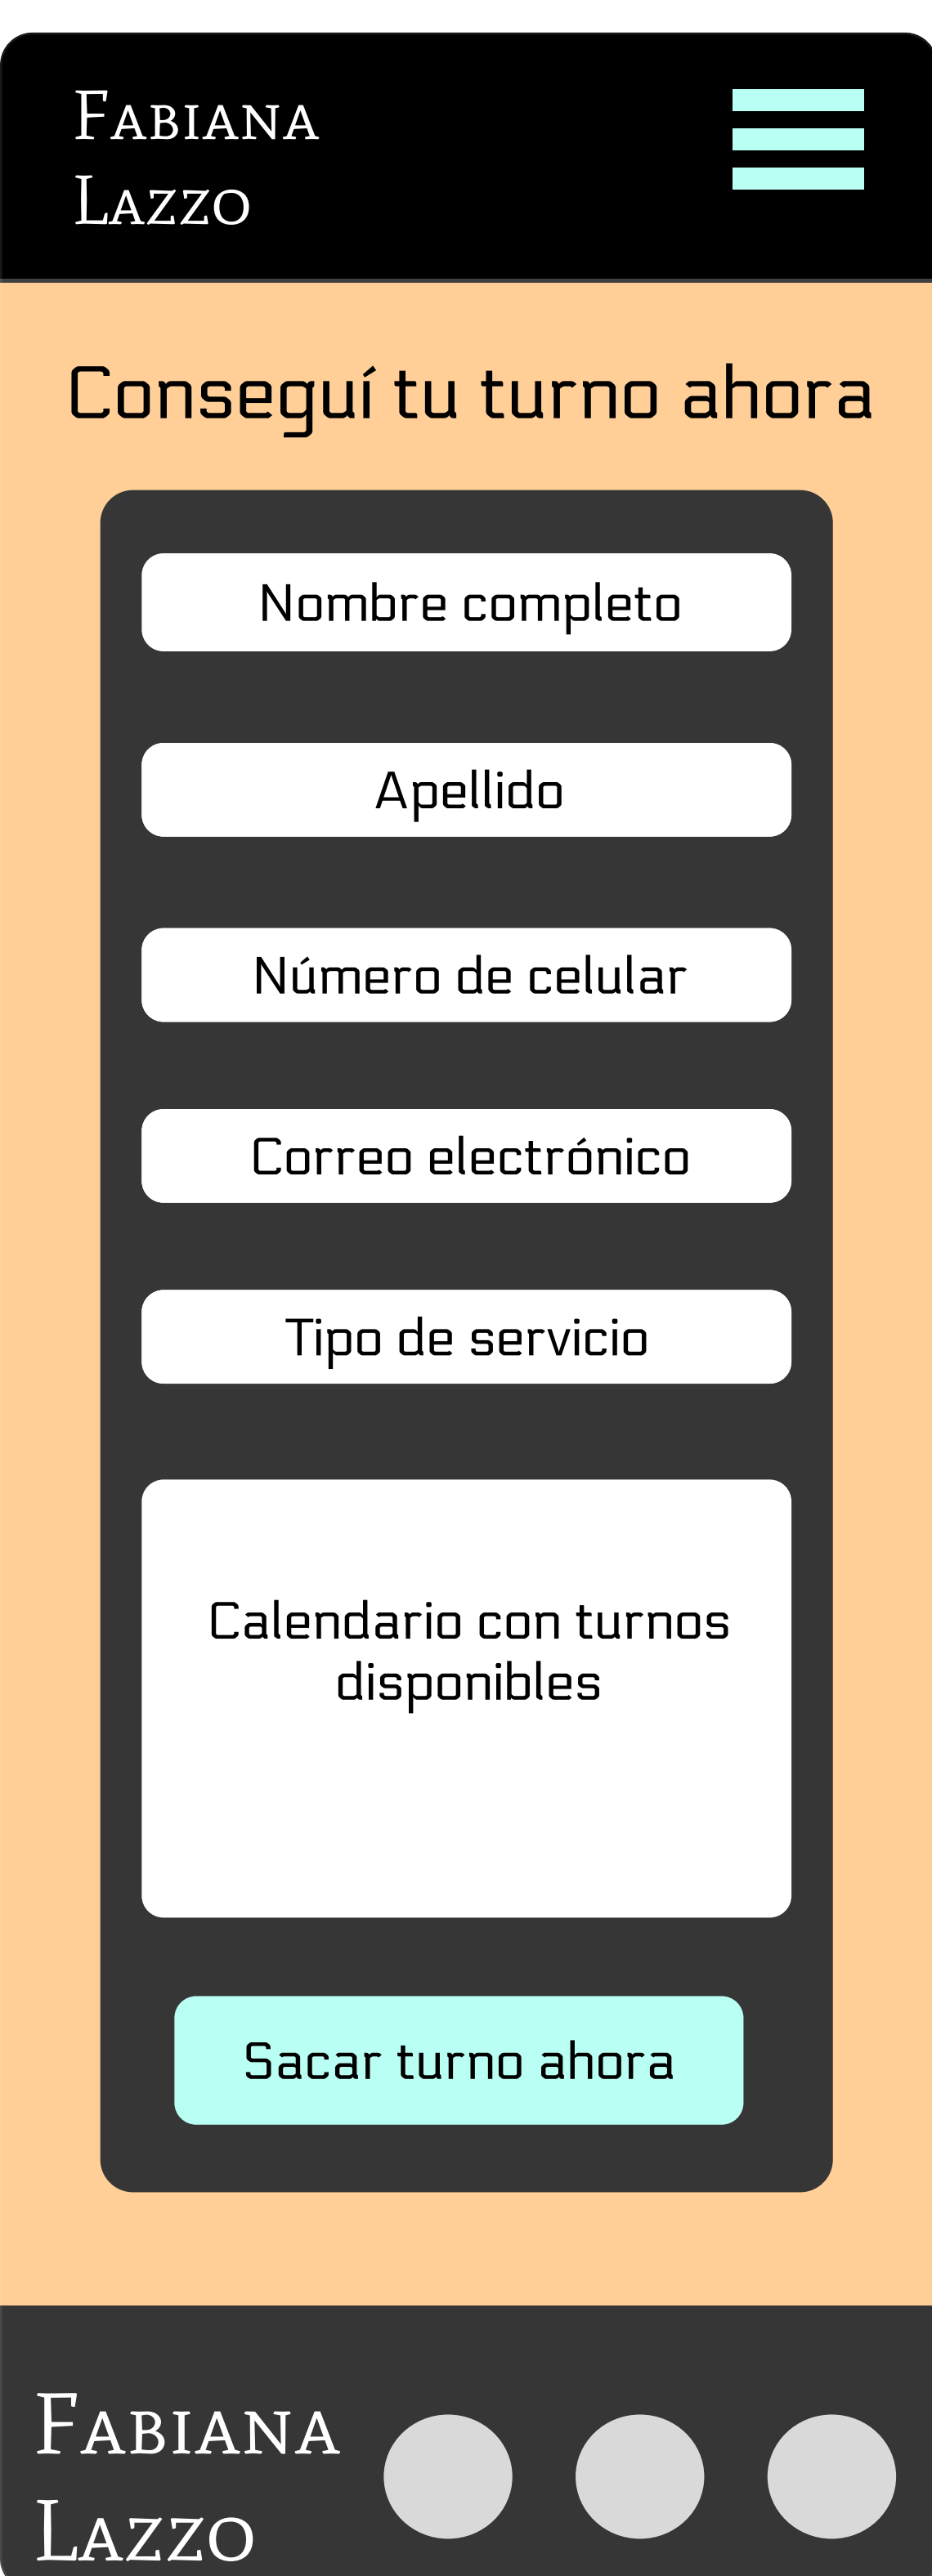 Fabiana
Lazzo
Conseguí tu turno ahora
Nombre completo
Apellido
Número de celular
Correo electrónico
Tipo de servicio
Calendario con turnos
disponibles
Sacar turno ahora
Fabiana
Lazzo